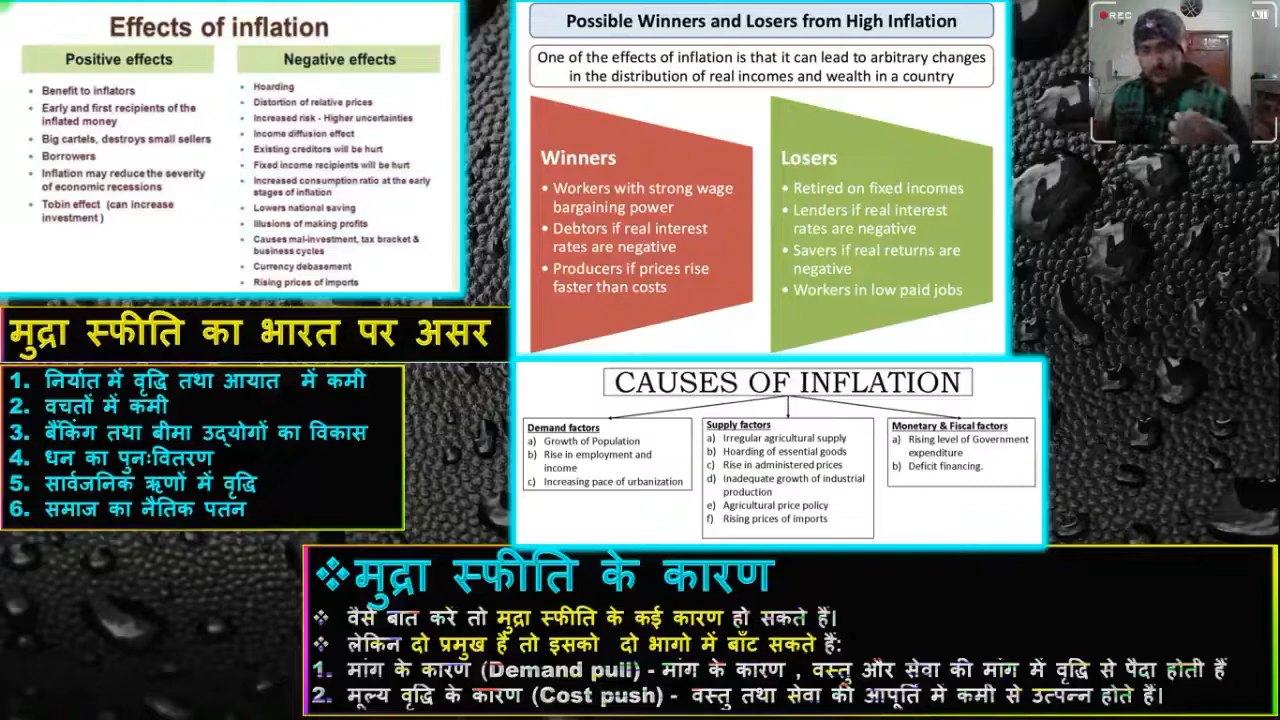 Effects of inflation
Positive effects
Benefit to inflators
Early and first recipients of the
inflated money
Big cartels, destroys small sellers
Borrowers
Inflation may reduce the severity
of economic recessions
Tobin effect (can increase
investment )
Negative effects
Hoarding
Distortion of relative prices
Increased risk - Higher uncertainties
Income diffusion effect
Existing creditors will be hurt
Fixed income recipients will be hurt
Increased consumption ratio at the early
stages of inflation
Lowers national saving
Illusions of making profits
Causes mal-investment, tax bracket &
business cycles
Currency debasement
Rising prices of imports
Possible Winners and Losers from High Inflation
One of the effects of inflation is that it can lead to arbitrary changes
in the distribution of real incomes and wealth in a country
Winners
• Workers with strong wage
bargaining power
• Debtors if real interest
rates are negative
• Producers if prices rise
faster than costs
Losers
• Retired on fixed incomes
• Lenders if real interest
rates are negative
• Savers if real returns are
negative
• Workers in low paid jobs
REC
मुद्रा स्फीति का भारत पर असर
1. निर्यात में वृद्धि तथा आयात में कमी
2. वचतों में कमी
3. बैंकिंग तथा बीमा उद्योगों का विकास
4. धन का पुनःवितरण
5. सार्वजनिक ऋणों में वृद्धि
6. समाज का नैतिक पतन
CAUSES OF INFLATION
Demand factors
a) Growth of Population
b) Rise in employment and
income
c) Increasing pace of urbanization
Supply factors
a) Irregular agricultural supply
b) Hoarding of essential goods
c) Rise in administered prices
d) Inadequate growth of industrial
production
e) Agricultural price policy
f) Rising prices of imports
Monetary & Fiscal factors
a) Rising level of Government
expenditure
b) Deficit financing.
❖मुद्रा स्फीति के कारण
❖ वैसे बात करें तो मुद्रा स्फीति के कई कारण हो सकते हैं।
❖ लेकिन दो प्रमुख हैं तो इसको दो भागो में बाँट सकते हैं:
1. मांग के कारण (Demand pull) - मांग के कारण , वस्तु और सेवा की मांग में वृद्धि से पैदा होती हैं
2. मूल्य वृद्धि के कारण (Cost push) - वस्तु तथा सेवा की आपूर्ति में कमी से उत्पन्न होते हैं।